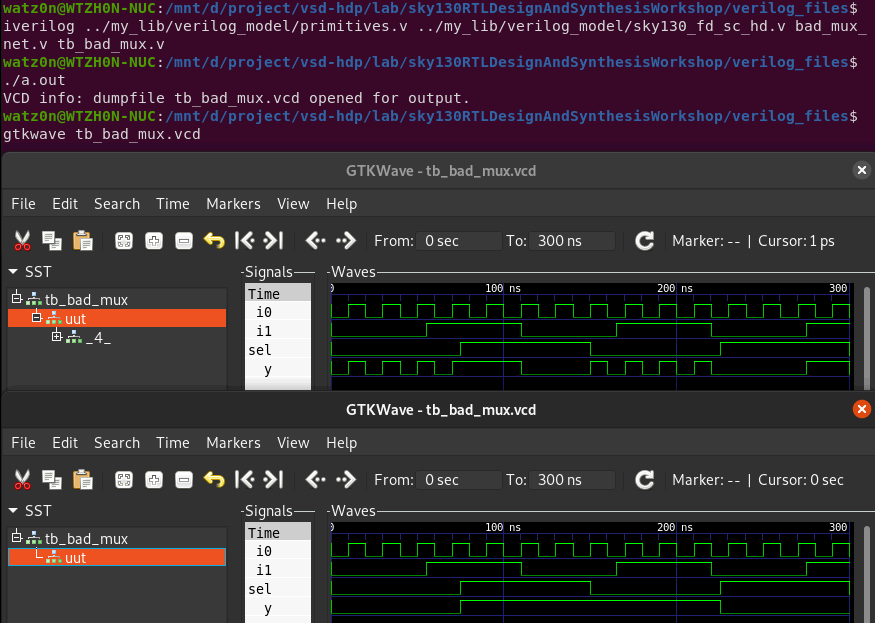 watz0n@WTZH0N-NUC:/mnt/d/project/vsd-hdp/lab/sky130RTLDesignAndSynthesisWorkshop/verilog_files$
iverilog ../my_lib/verilog_model/primitives.v ../my_lib/verilog_model/sky130_fd_sc_hd.v bad_mux_
net.v tb_bad_mux.v
watz0n@WTZH0N-NUC:/mnt/d/project/vsd-hdp/lab/sky130RTLDesignAndSynthesisWorkshop/verilog_files$
./a.out
VCD info: dumpfile tb_bad_mux.vcd opened for output.
watz0n@WTZH0N-NUC:/mnt/d/project/vsd-hdp/lab/sky130RTLDesignAndSynthesisWorkshop/verilog_files$
gtkwave tb_bad_mux.vcd
GTKWave - tb_bad_mux.vcd
File Edit Search Time Markers View Help
From: 0 sec To: 300 ns Marker: -- | Cursor: 1 ps
SST Signals Waves
Time 0 100 ns 200 ns 300
tb_bad_mux
i0
uut
i1
_4_
sel
y
GTKWave - tb_bad_mux.vcd
File Edit Search Time Markers View Help
From: 0 sec To: 300 ns Marker: -- | Cursor: 0 sec
SST Signals Waves
Time 0 100 ns 200 ns 300
tb_bad_mux
i0
uut
i1
sel
y